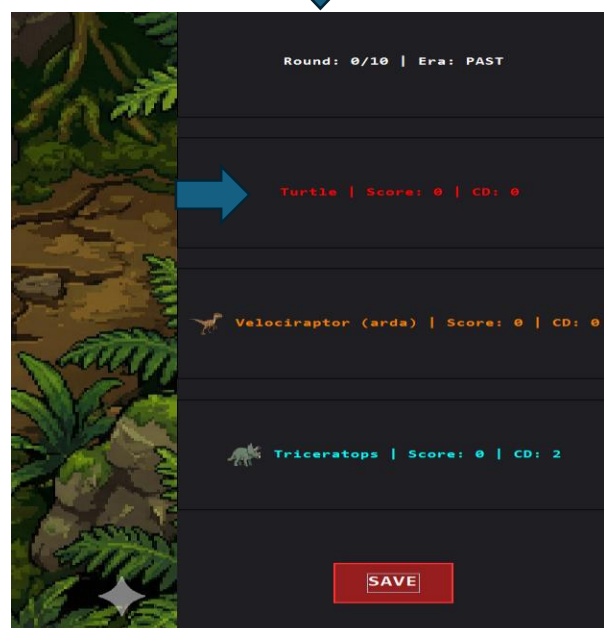 Round: 0/10 | Era: PAST
Turtle | Score: 0 | CD: 0
Velociraptor (arda) | Score: 0 | CD: 0
Triceratops | Score: 0 | CD: 2
SAVE